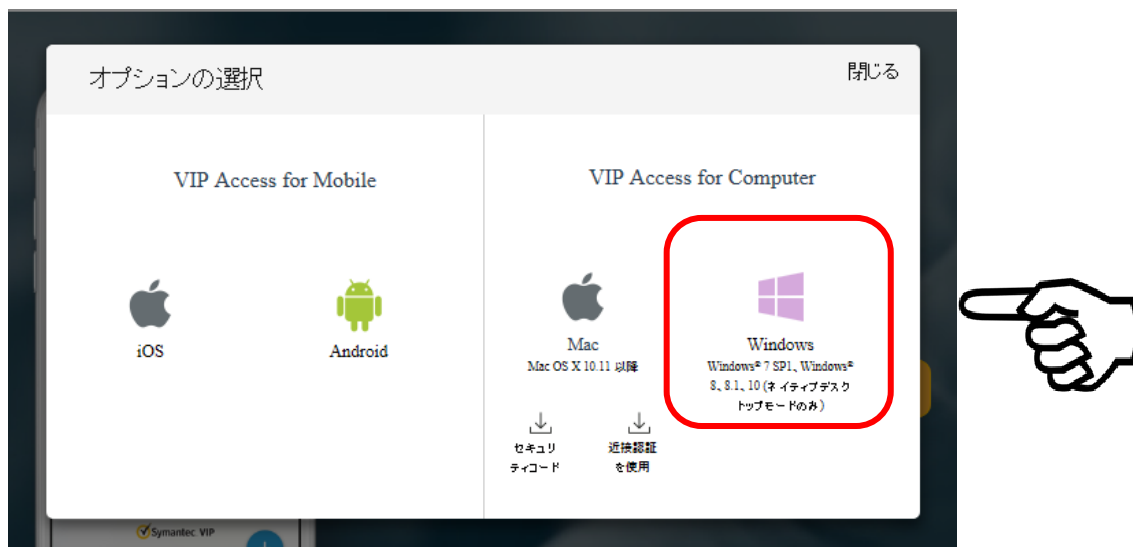 オプションの選択
閉じる
VIP Access for Mobile
iOS
Android
VIP Access for Computer
Mac
Mac OS X 10.11 以降
セキュリ
ティコード
近接認証
を使用
Windows
Windows® 7 SP1、Windows®
8、8.1、10 (ネイティブデスク
トップモードのみ)
Symantec. VIP